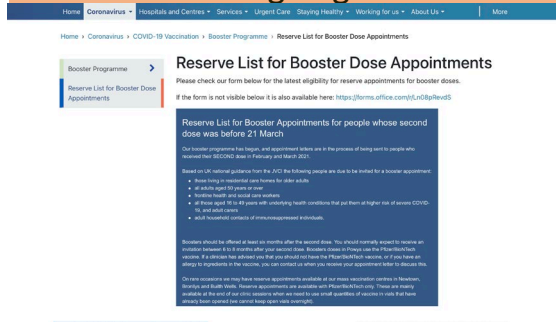 Home Coronavirus Hospitals and Centres Services Urgent Care Staying Healthy Working for us About Us More
Home › Coronavirus › COVID-19 Vaccination › Booster Programme › Reserve List for Booster Dose Appointments
Booster Programme
Reserve List for Booster Dose
Appointments
Reserve List for Booster Dose Appointments
Please check our form below for the latest eligibility for reserve appointments for booster doses.
If the form is not visible below it is also available here: https://forms.office.com/r/Ln08pRevdS
Reserve List for Booster Appointments for people whose second
dose was before 21 March
Our booster programme has begun, and appointment letters are in the process of being sent to people who
received their SECOND dose in February and March 2021.
Based on UK national guidance from the JVCI the following people are due to be invited for a booster appointment:
• those living in residential care homes for older adults
• all adults aged 50 years or over
• frontline health and social care workers
• all those aged 16 to 49 years with underlying health conditions that put them at higher risk of severe COVID-
19, and adult carers
• adult household contacts of immunosuppressed individuals.
Boosters should be offered at least six months after the second dose. You should normally expect to receive an
invitation between 6 to 8 months after your second dose. Boosters doses in Powys use the Pfizer/BioNTech
vaccine. If a clinician has advised you that you should not have the Pfizer/BioNTech vaccine, or if you have an
allergy to ingredients in the vaccine, you can contact us when you receive your appointment letter to discuss this.
On rare occasions we may have reserve appointments available at our mass vaccination centres in Newtown,
Bronllys and Builth Wells. Reserve appointments are available with Pfizer/BioNTech only. These are mainly
available at the end of our clinic sessions when we need to use small quantities of vaccine in vials that have
already been opened (we cannot keep open vials overnight).